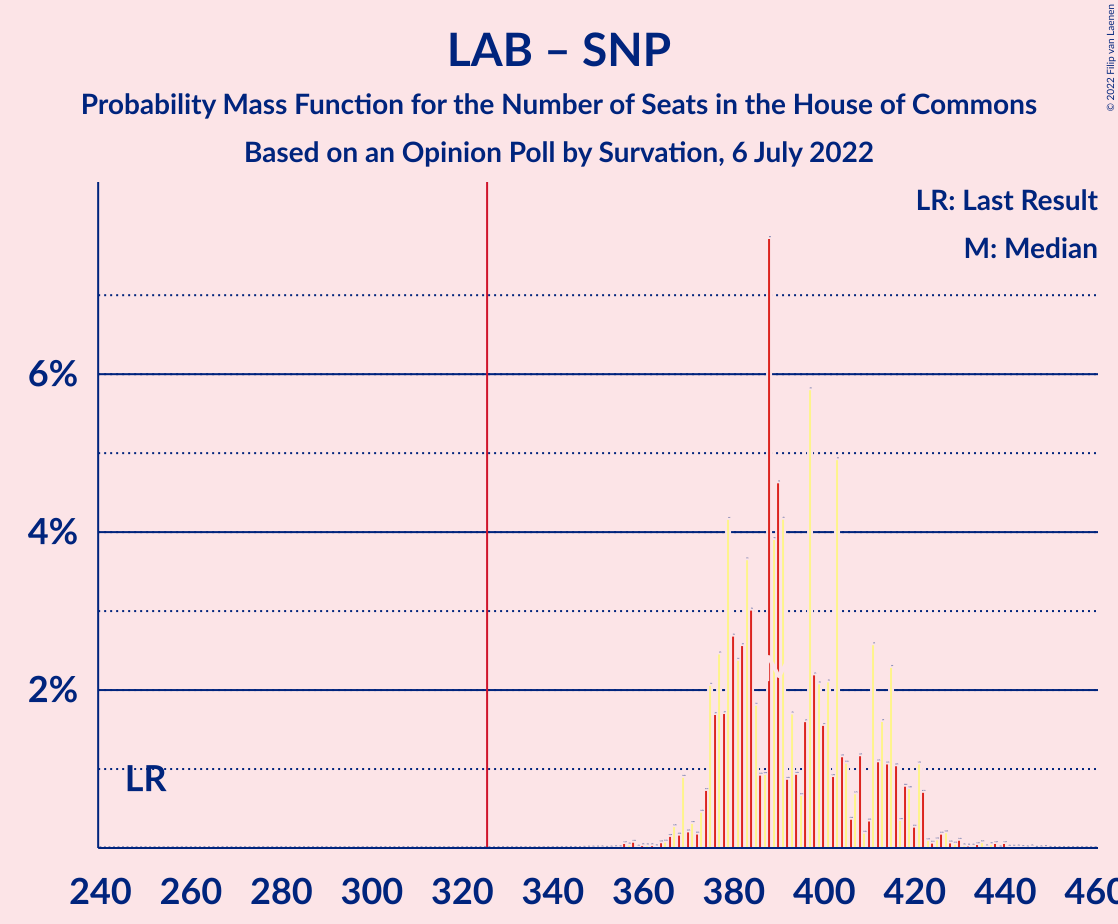 LAB – SNP
Probability Mass Function for the Number of Seats in the House of Commons
Based on an Opinion Poll by Survation, 6 July 2022
© 2022 Filip van Laenen
LR: Last Result
M: Median
6%
4%
2%
LR
240 260 280 300 320 340 360 380 400 420 440 460